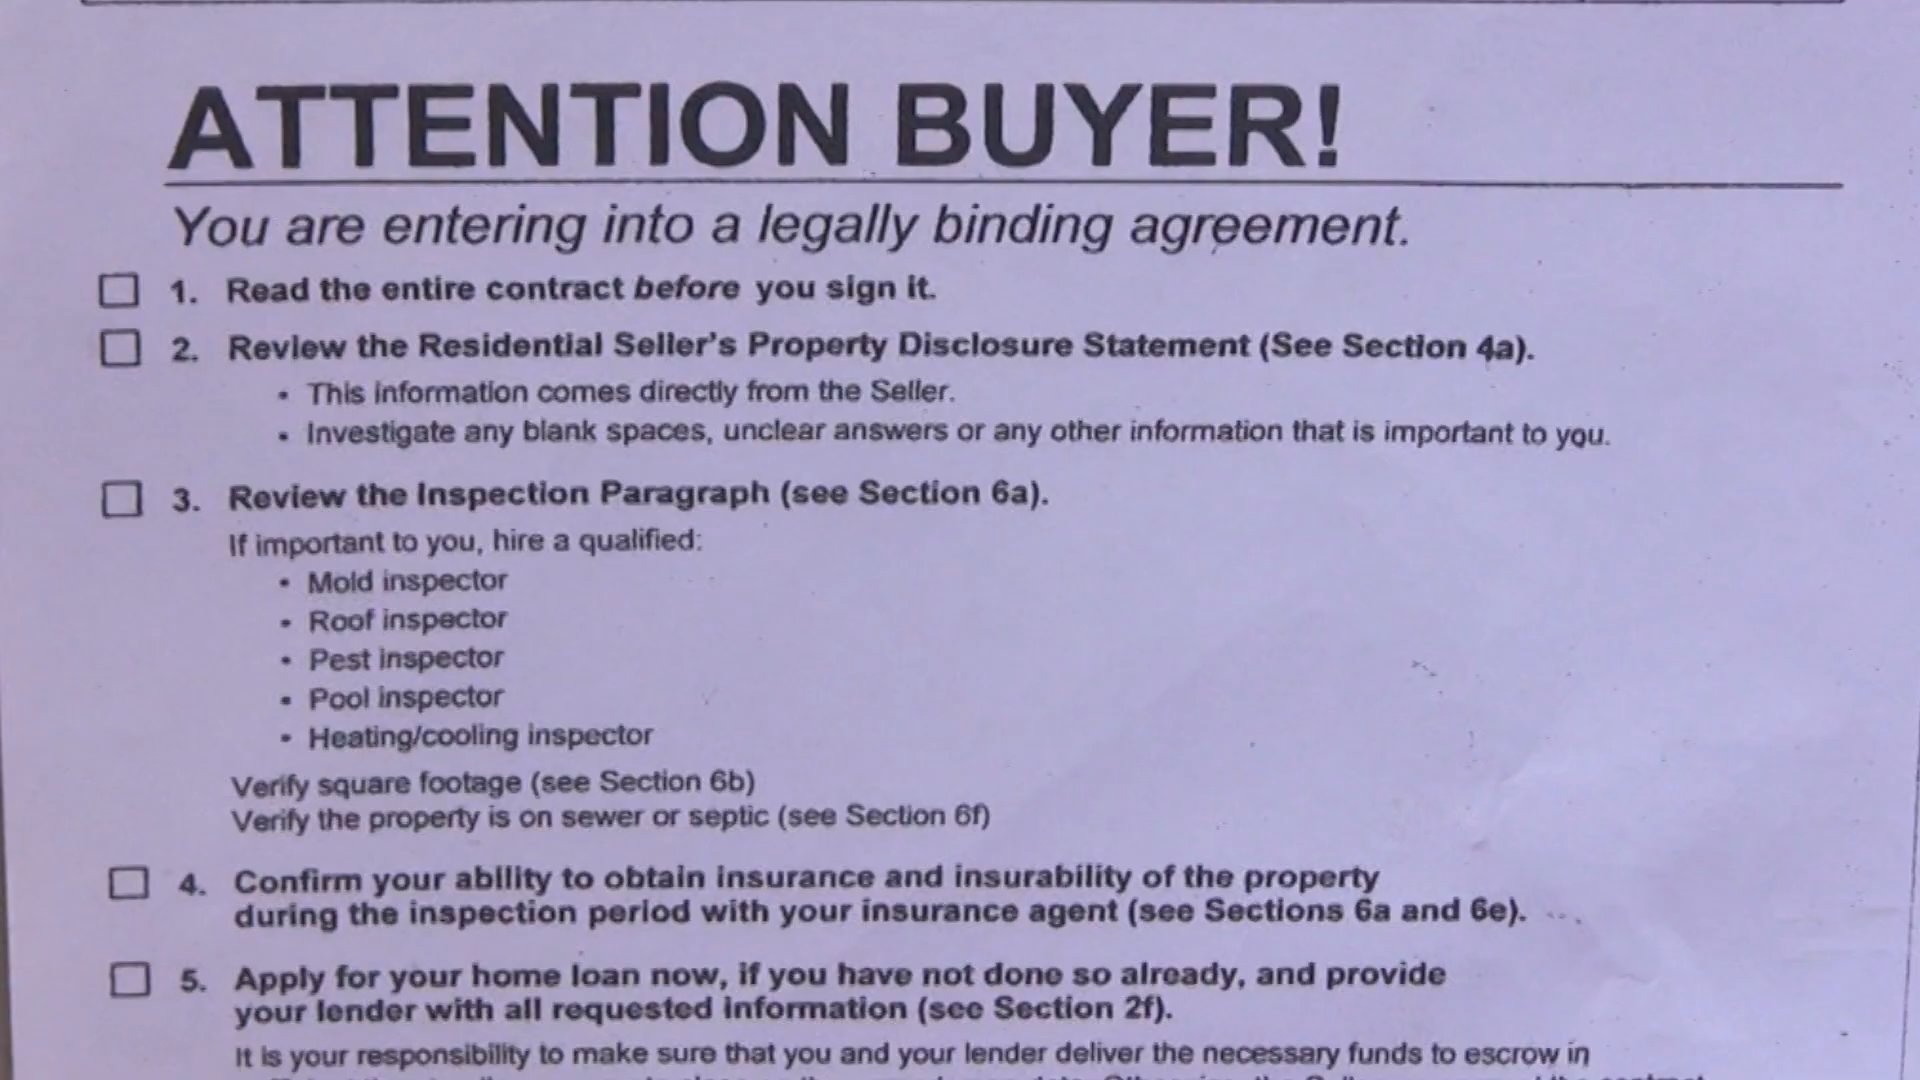 ATTENTION BUYER!
You are entering into a legally binding agreement.
1. Read the entire contract before you sign it.
2. Review the Residential Seller's Property Disclosure Statement (See Section 4a).
• This information comes directly from the Seller.
• Investigate any blank spaces, unclear answers or any other information that is important to you.
3. Review the Inspection Paragraph (see Section 6a).
If important to you, hire a qualified:
• Mold inspector
• Roof inspector
• Pest inspector
• Pool inspector
• Heating/cooling inspector
Verify square footage (see Section 6b)
Verify the property is on sewer or septic (see Section 6f)
4. Confirm your ability to obtain insurance and insurability of the property
during the inspection period with your insurance agent (see Sections 6a and 6e).
5. Apply for your home loan now, if you have not done so already, and provide
your lender with all requested information (see Section 2f).
It is your responsibility to make sure that you and your lender deliver the necessary funds to escrow in